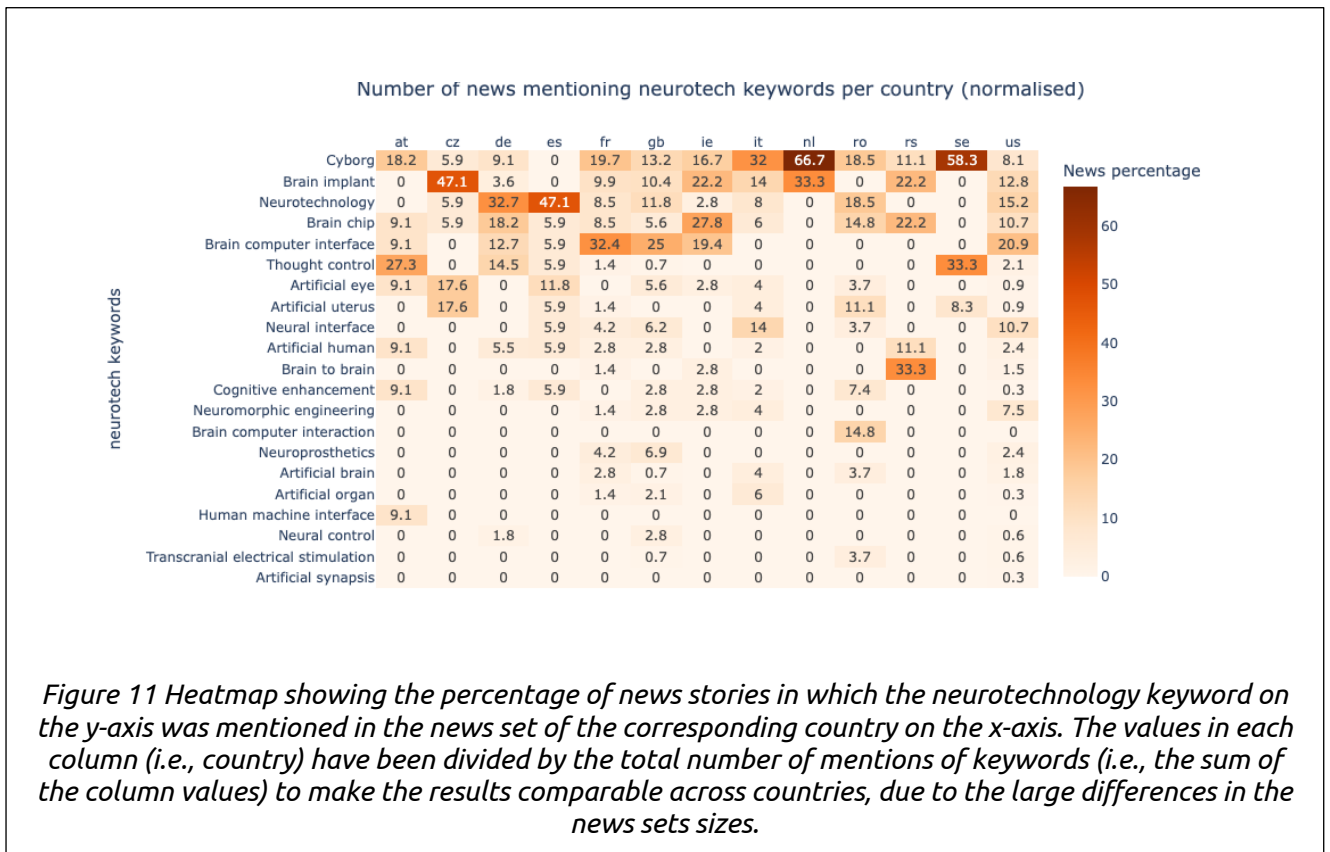 Number of news mentioning neurotech keywords per country (normalised)
at cz de es fr gb ie it nl ro rs se us
Cyborg 18.2 5.9 9.1 0 19.7 13.2 16.7 32 66.7 18.5 11.1 58.3 8.1
Brain implant 0 47.1 3.6 0 9.9 10.4 22.2 14 33.3 0 22.2 0 12.8
Neurotechnology 0 5.9 32.7 47.1 8.5 11.8 2.8 8 0 18.5 0 0 15.2
Brain chip 9.1 5.9 18.2 5.9 8.5 5.6 27.8 6 0 14.8 22.2 0 10.7
Brain computer interface 9.1 0 12.7 5.9 32.4 25 19.4 0 0 0 0 0 20.9
Thought control 27.3 0 14.5 5.9 1.4 0.7 0 0 0 0 0 33.3 2.1
Artificial eye 9.1 17.6 0 11.8 0 5.6 2.8 4 0 3.7 0 0 0.9
Artificial uterus 0 17.6 0 5.9 1.4 0 0 4 0 11.1 0 8.3 0.9
Neural interface 0 0 0 5.9 4.2 6.2 0 14 0 3.7 0 0 10.7
Artificial human 9.1 0 5.5 5.9 2.8 2.8 0 2 0 0 11.1 0 2.4
Brain to brain 0 0 0 0 1.4 0 2.8 0 0 0 33.3 0 1.5
Cognitive enhancement 9.1 0 1.8 5.9 0 2.8 2.8 2 0 7.4 0 0 0.3
Neuromorphic engineering 0 0 0 0 1.4 2.8 2.8 4 0 0 0 0 7.5
Brain computer interaction 0 0 0 0 0 0 0 0 0 14.8 0 0 0
Neuroprosthetics 0 0 0 0 4.2 6.9 0 0 0 0 0 0 2.4
Artificial brain 0 0 0 0 2.8 0.7 0 4 0 3.7 0 0 1.8
Artificial organ 0 0 0 0 1.4 2.1 0 6 0 0 0 0 0.3
Human machine interface 9.1 0 0 0 0 0 0 0 0 0 0 0 0
Neural control 0 0 1.8 0 0 2.8 0 0 0 0 0 0 0.6
Transcranial electrical stimulation 0 0 0 0 0 0.7 0 0 0 3.7 0 0 0.6
Artificial synapsis 0 0 0 0 0 0 0 0 0 0 0 0 0.3
neurotech keywords
News percentage
60
50
40
30
20
10
0
Figure 11 Heatmap showing the percentage of news stories in which the neurotechnology keyword on
the y-axis was mentioned in the news set of the corresponding country on the x-axis. The values in each
column (i.e., country) have been divided by the total number of mentions of keywords (i.e., the sum of
the column values) to make the results comparable across countries, due to the large differences in the
news sets sizes.